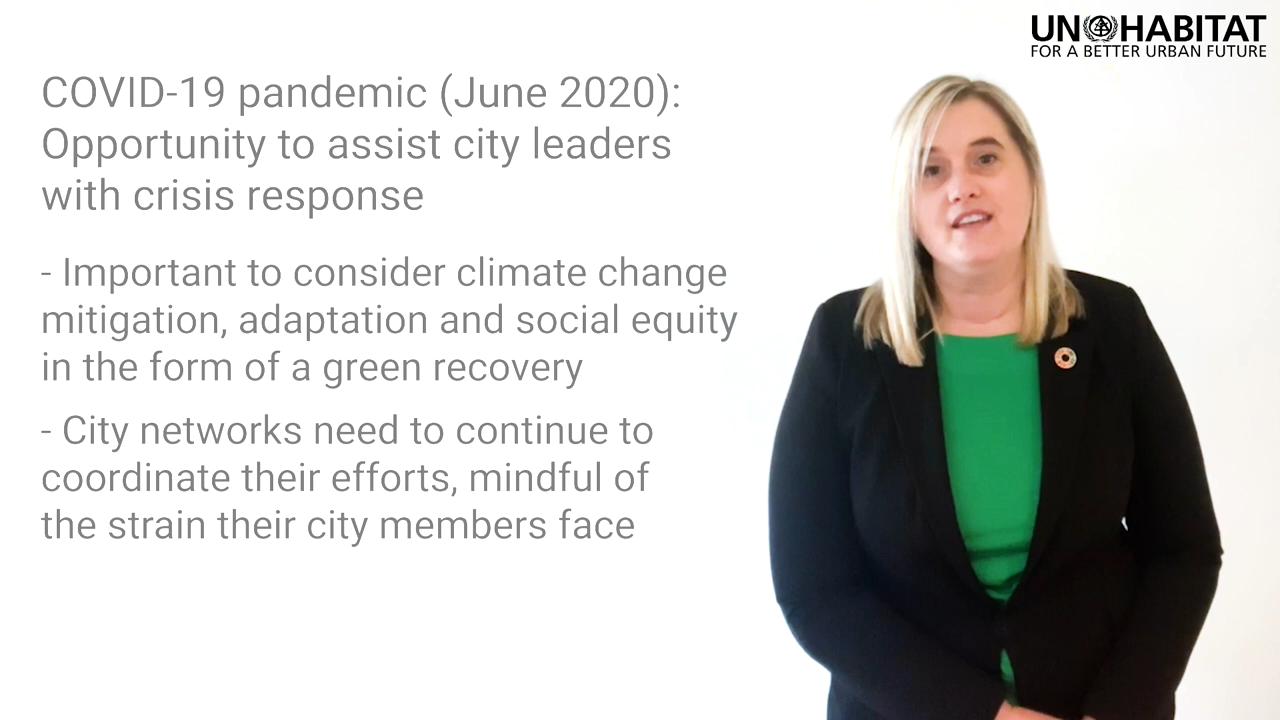 UN HABITAT
FOR A BETTER URBAN FUTURE
COVID-19 pandemic (June 2020):
Opportunity to assist city leaders
with crisis response
- Important to consider climate change
mitigation, adaptation and social equity
in the form of a green recovery
- City networks need to continue to
coordinate their efforts, mindful of
the strain their city members face